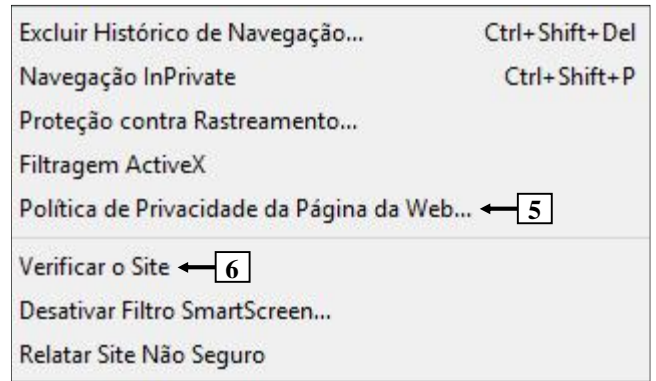 Excluir Histórico de Navegação... Ctrl+Shift+Del
Navegação InPrivate Ctrl+Shift+P
Proteção contra Rastreamento...
Filtragem ActiveX
Política de Privacidade da Página da Web... 5
Verificar o Site 6
Desativar Filtro SmartScreen...
Relatar Site Não Seguro